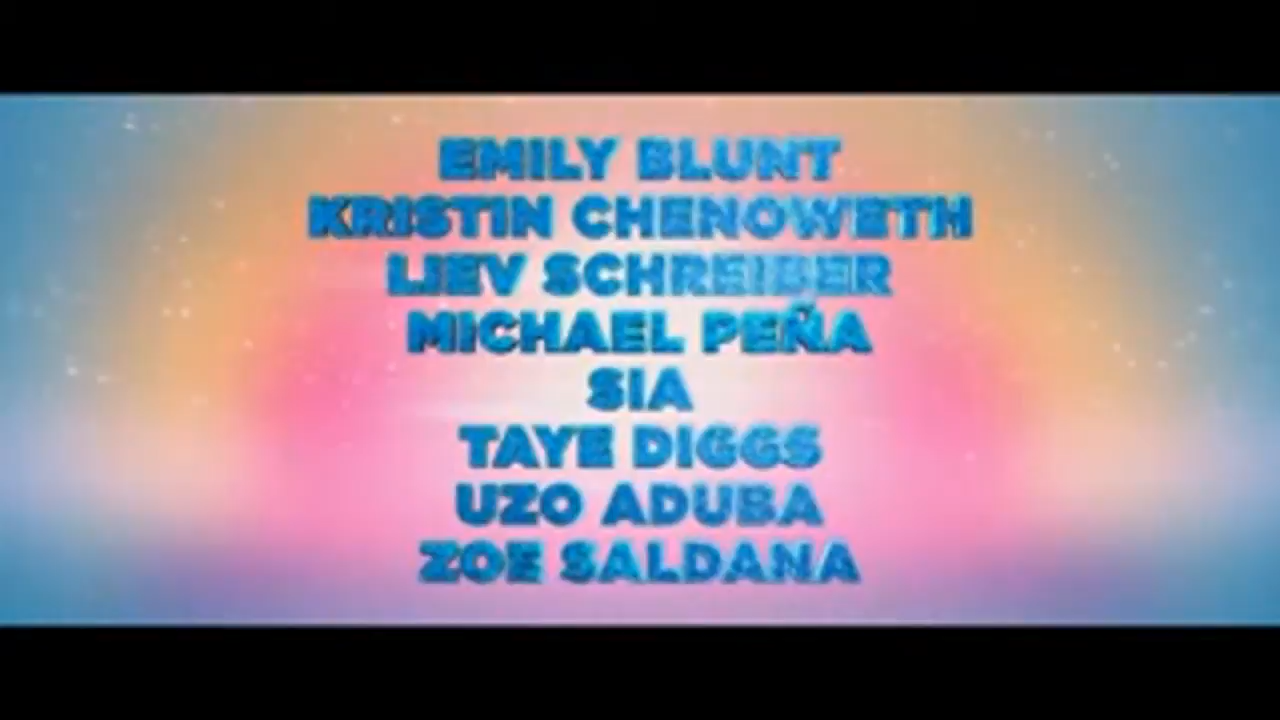 EMILY BLUNT
KRISTIN CHENOWETH
LIEV SCHREIBER
MICHAEL PEÑA
SIA
TAYE DIGGS
UZO ADUBA
ZOE SALDANA